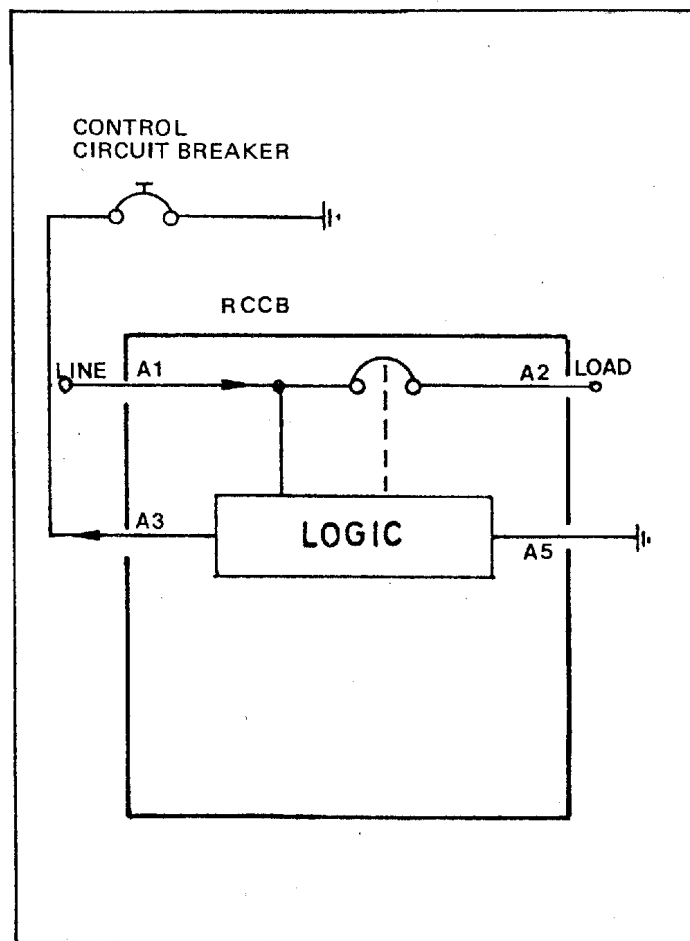 CONTROL
CIRCUIT BREAKER
RCCB
LINE A1 A2 LOAD
A3 LOGIC A5